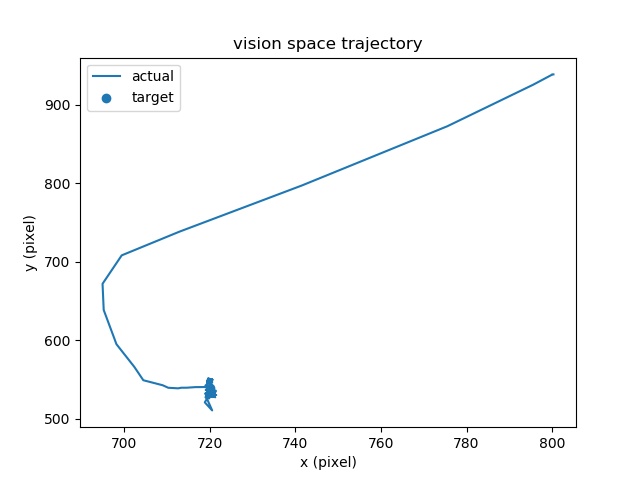 vision space trajectory
actual
target
900
800
700
600
500
y (pixel)
700 720 740 760 780 800
x (pixel)